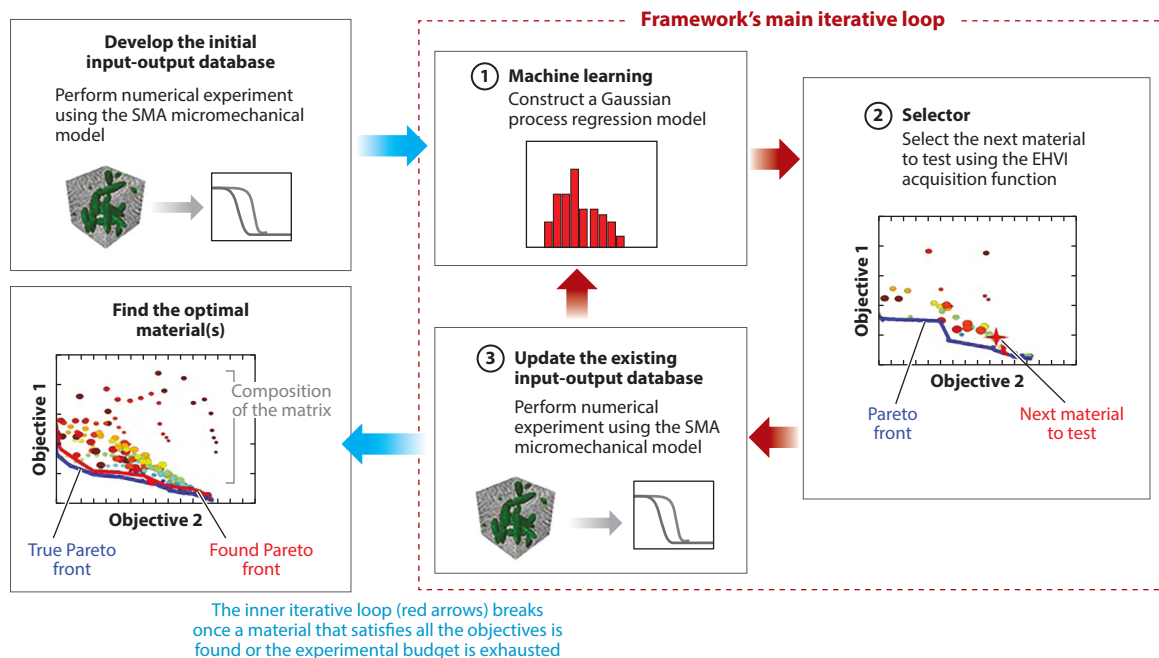 Framework's main iterative loop
Develop the initial
input-output database
Perform numerical experiment
using the SMA micromechanical
model
1 Machine learning
Construct a Gaussian
process regression model
2 Selector
Select the next material
to test using the EHVI
acquisition function
Objective 1
Objective 2
Pareto
front
Next material
to test
3 Update the existing
input-output database
Perform numerical
experiment using the SMA
micromechanical model
Find the optimal
material(s)
Composition
of the matrix
Objective 1
Objective 2
True Pareto
front
Found Pareto
front
The inner iterative loop (red arrows) breaks
once a material that satisfies all the objectives is
found or the experimental budget is exhausted